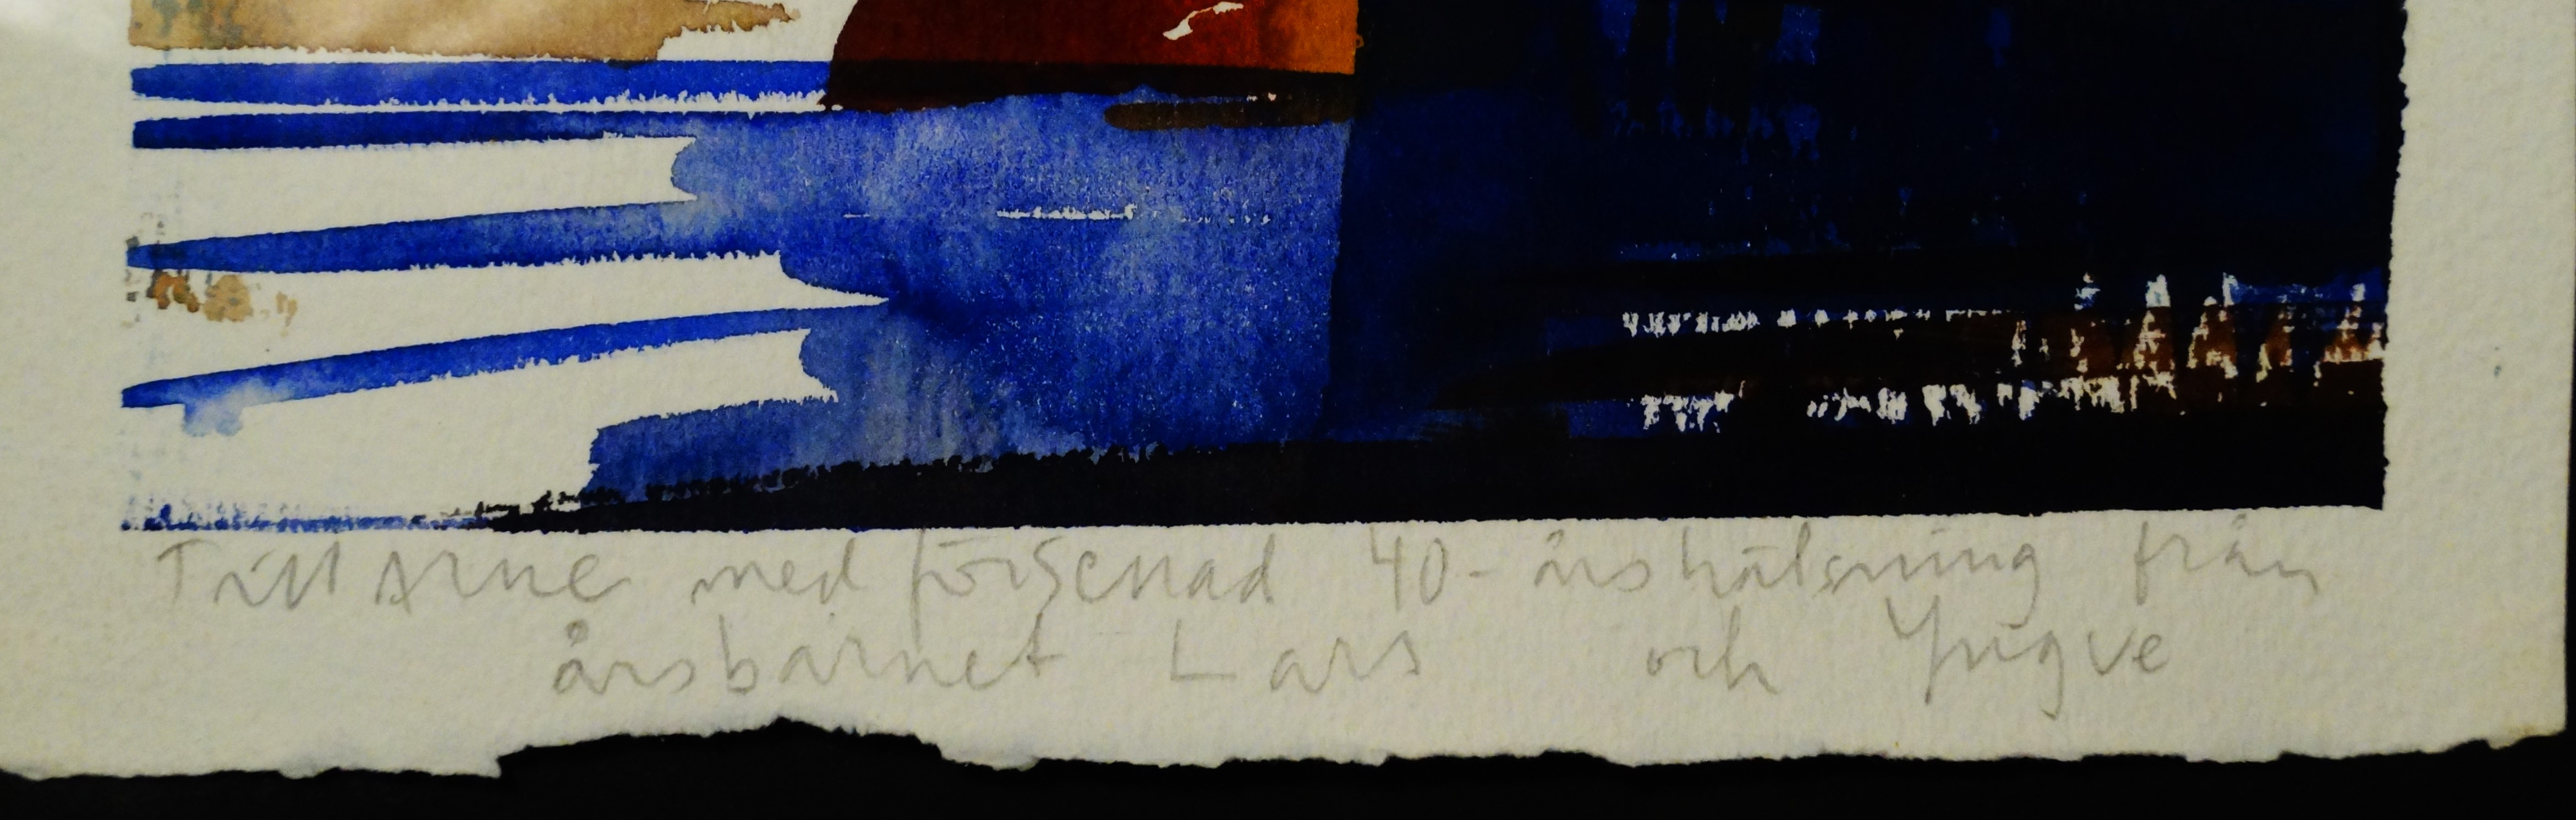 Till Arne med försenad 40-årshälsning från
årsbarnet Lars och Yngve